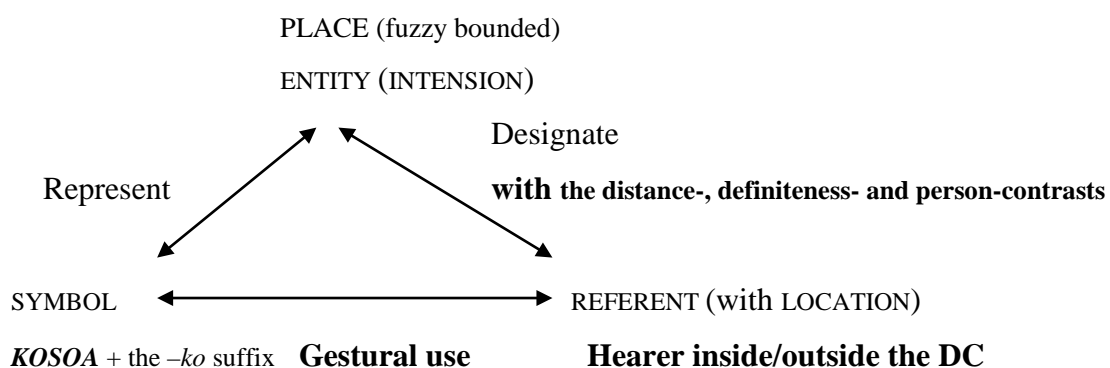 PLACE (fuzzy bounded)
ENTITY (INTENSION)
Designate
Represent with the distance-, definiteness- and person-contrasts
SYMBOL REFERENT (with LOCATION)
KOSOA + the –ko suffix Gestural use Hearer inside/outside the DC